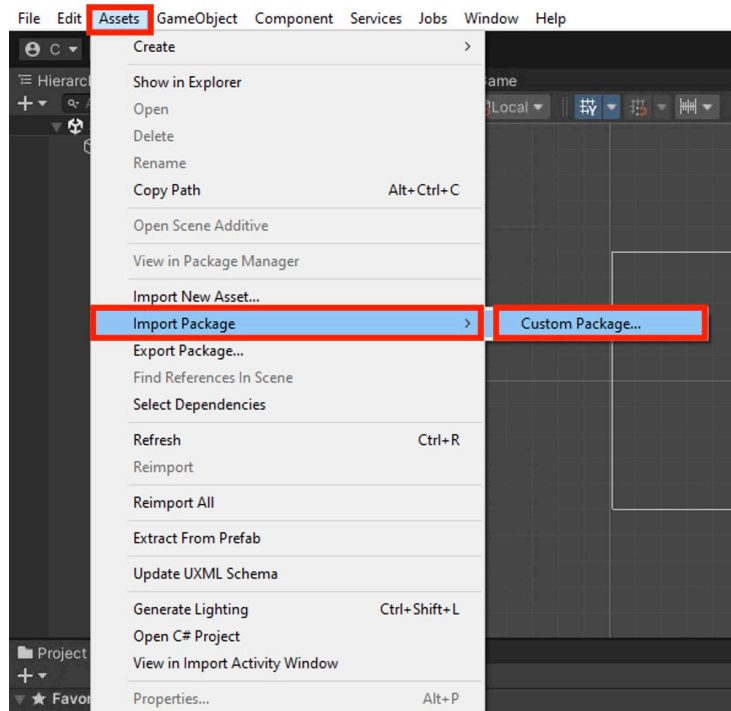 File Edit Assets GameObject Component Services Jobs Window Help
C
Create
Hierarc
Show in Explorer
ame
Open
Local
Delete
Rename
Copy Path Alt+Ctrl+C
Open Scene Additive
View in Package Manager
Import New Asset...
Import Package Custom Package...
Export Package...
Find References In Scene
Select Dependencies
Refresh Ctrl+R
Reimport
Reimport All
Extract From Prefab
Update UXML Schema
Generate Lighting Ctrl+Shift+L
Open C# Project
Project
View in Import Activity Window
Favor
Properties... Alt+P